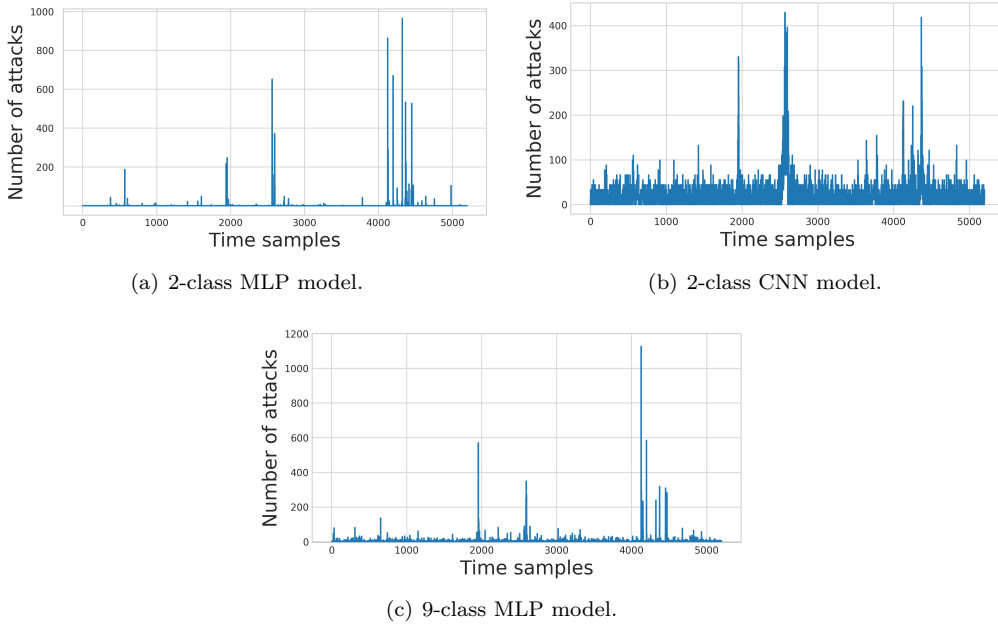 1000
800
600
400
200
0 1000 2000 3000 4000 5000
Number of attacks
Time samples
(a) 2-class MLP model.
400
300
200
100
0
0 1000 2000 3000 4000 5000
Number of attacks
Time samples
(b) 2-class CNN model.
1200
1000
800
600
400
200
0
0 1000 2000 3000 4000 5000
Number of attacks
Time samples
(c) 9-class MLP model.